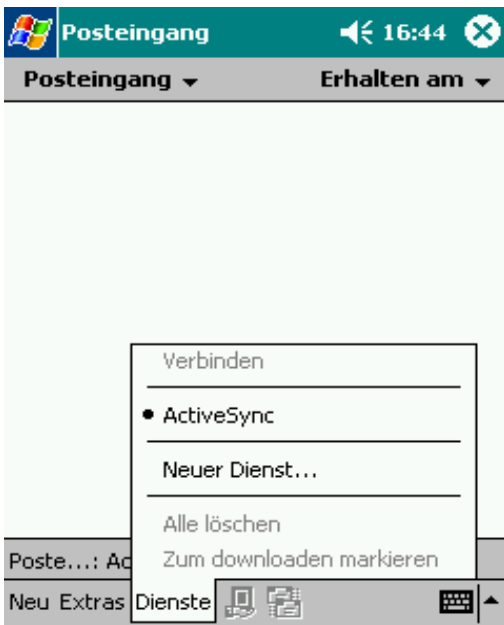 Posteingang 16:44
Posteingang Erhalten am
Verbinden
ActiveSync
Neuer Dienst...
Alle löschen
Zum downloaden markieren
Poste...: Ac
Neu Extras Dienste